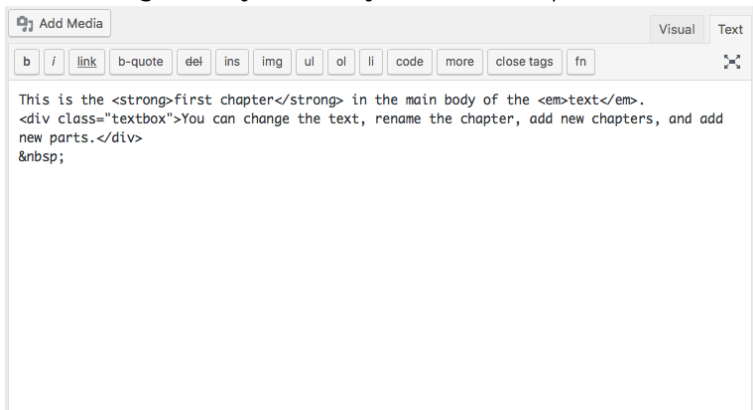 Add Media
Visual Text
b i link b-quote del ins img ul ol li code more close tags fn
This is the <strong>first chapter</strong> in the main body of the <em>text</em>.
<div class="textbox">You can change the text, rename the chapter, add new chapters, and add
new parts.</div>
&nbsp;